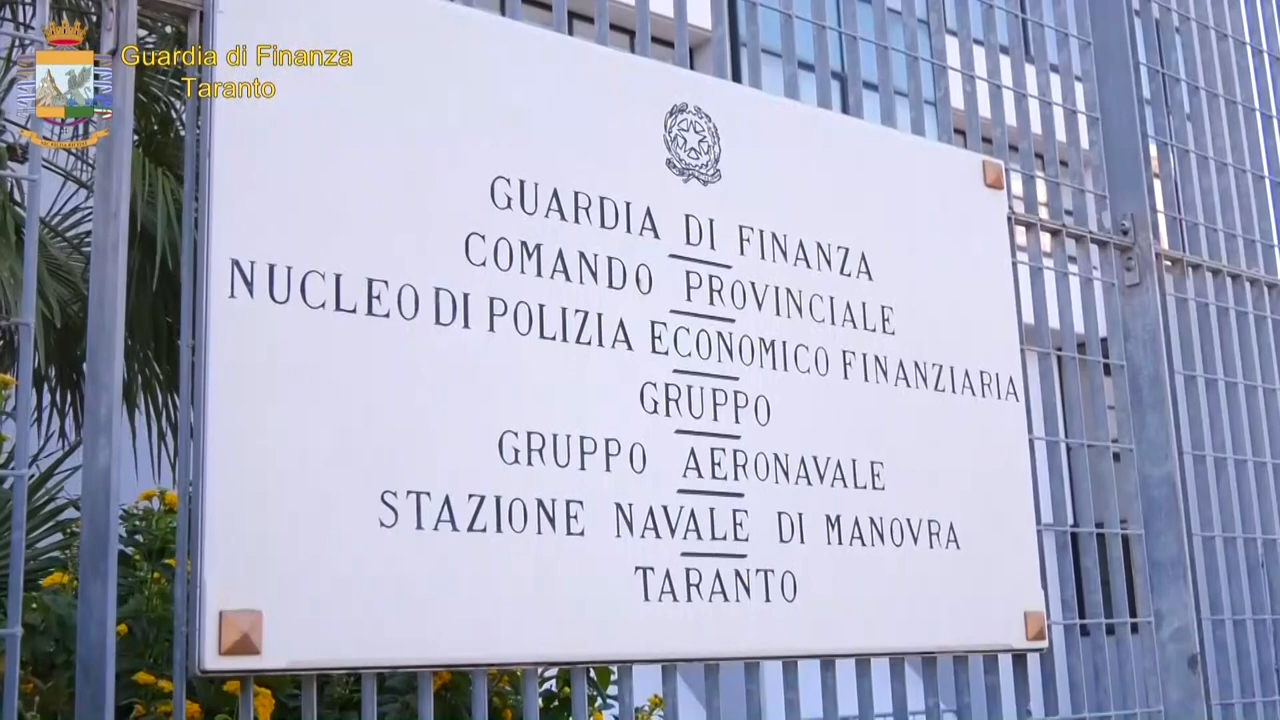 Guardia di Finanza
Taranto
GUARDIA DI FINANZA
COMANDO PROVINCIALE
NUCLEO DI POLIZIA ECONOMICO FINANZIARIA
GRUPPO
GRUPPO AERONAVALE
STAZIONE NAVALE DI MANOVRA
TARANTO